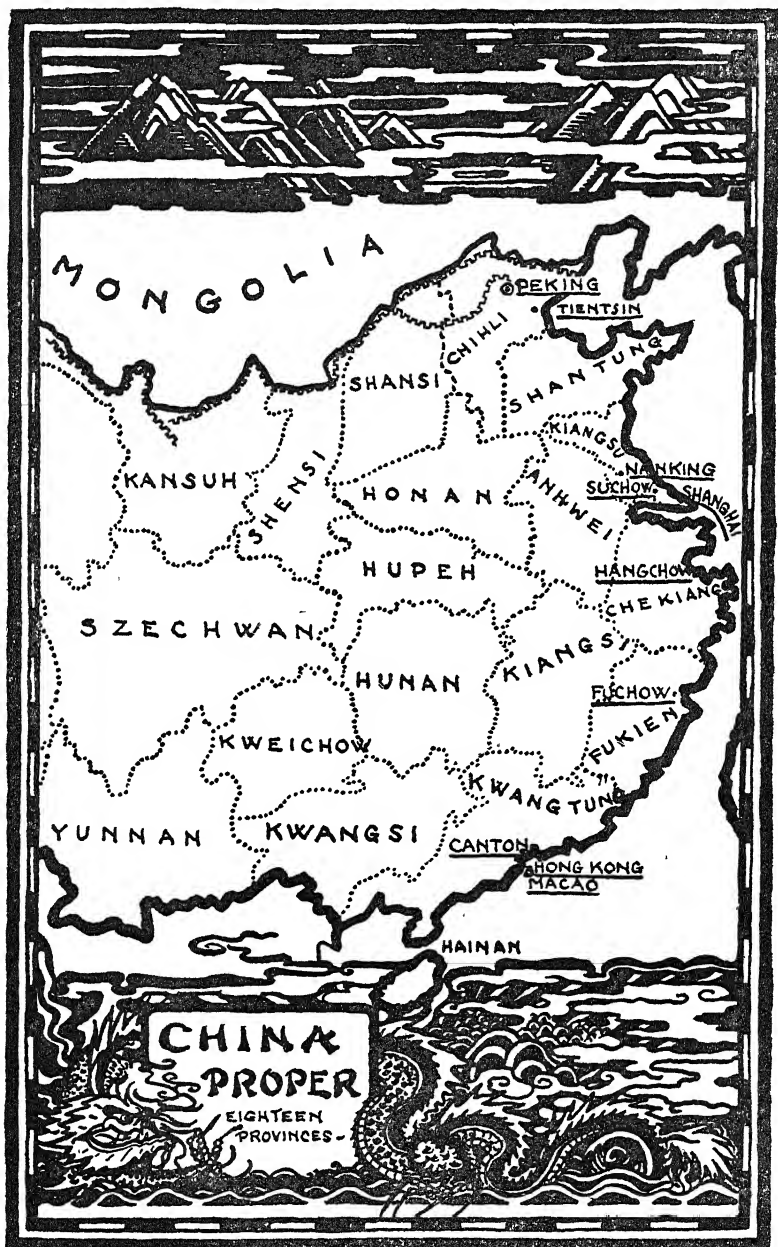 MONGOLIA
PEKING
TIENTSIN
CHIHLI
SHANSI
SHANTUNG
KIANGSU
KANSUH
SHENSI
HONAN
ANHWEI
NANKING
SUCHOW
SHANGHAI
HUPEH
HANGCHOW
CHEKIANG
SZECHWAN
HUNAN
KIANGSI
FUCHOW
KWEICHOW
FUKIEN
KWANGTUNG
YUNNAN
KWANGSI
CANTON
HONG KONG
MACAO
HAINAN
CHINA
PROPER
EIGHTEEN
PROVINCES-